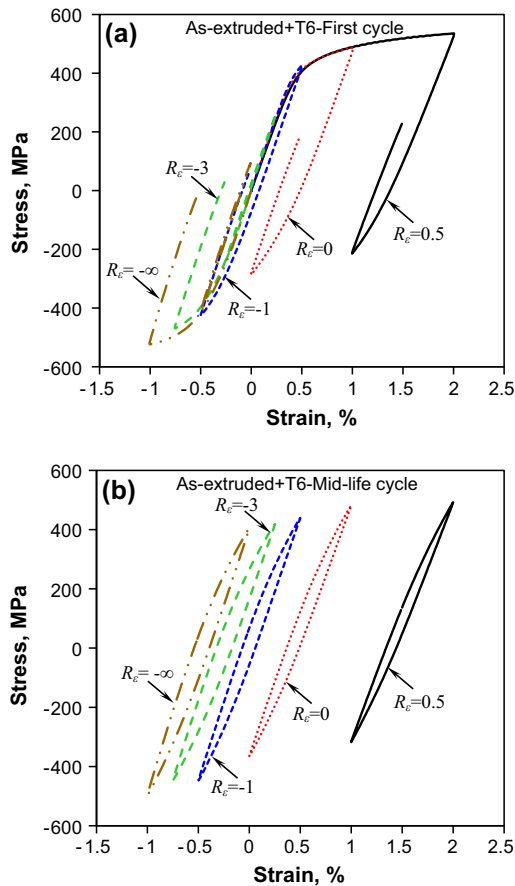 (a)
As-extruded+T6-First cycle
600
400
200
0
-200
-400
-600
Stress, MPa
Rε=-3
Rε= -∞
Rε=-1
Rε=0
Rε=0.5
-1.5 -1 -0.5 0 0.5 1 1.5 2 2.5
Strain, %
(b)
As-extruded+T6-Mid-life cycle
600
400
200
0
-200
-400
-600
Stress, MPa
Rε=-3
Rε= -∞
Rε=-1
Rε=0
Rε=0.5
-1.5 -1 -0.5 0 0.5 1 1.5 2 2.5
Strain, %